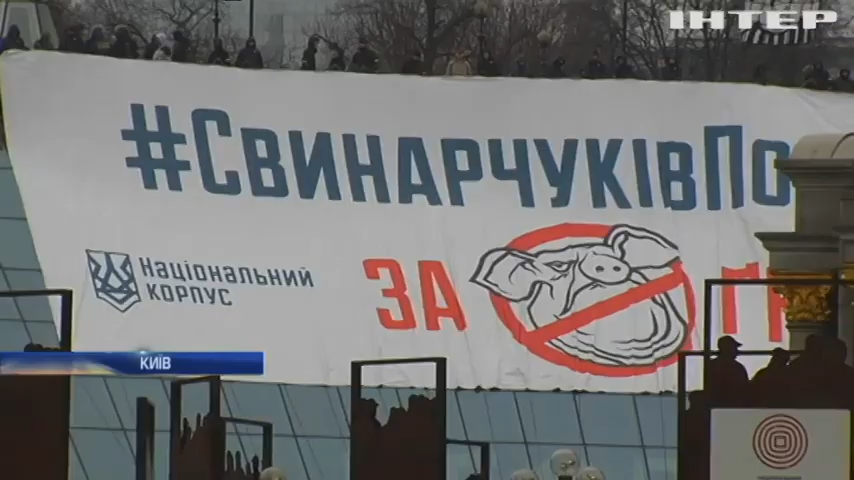 ІНТЕР
#СВИНАРЧУКІВПО
НАЦІОНАЛЬНИЙ
КОРПУС
ЗА
КИЇВ